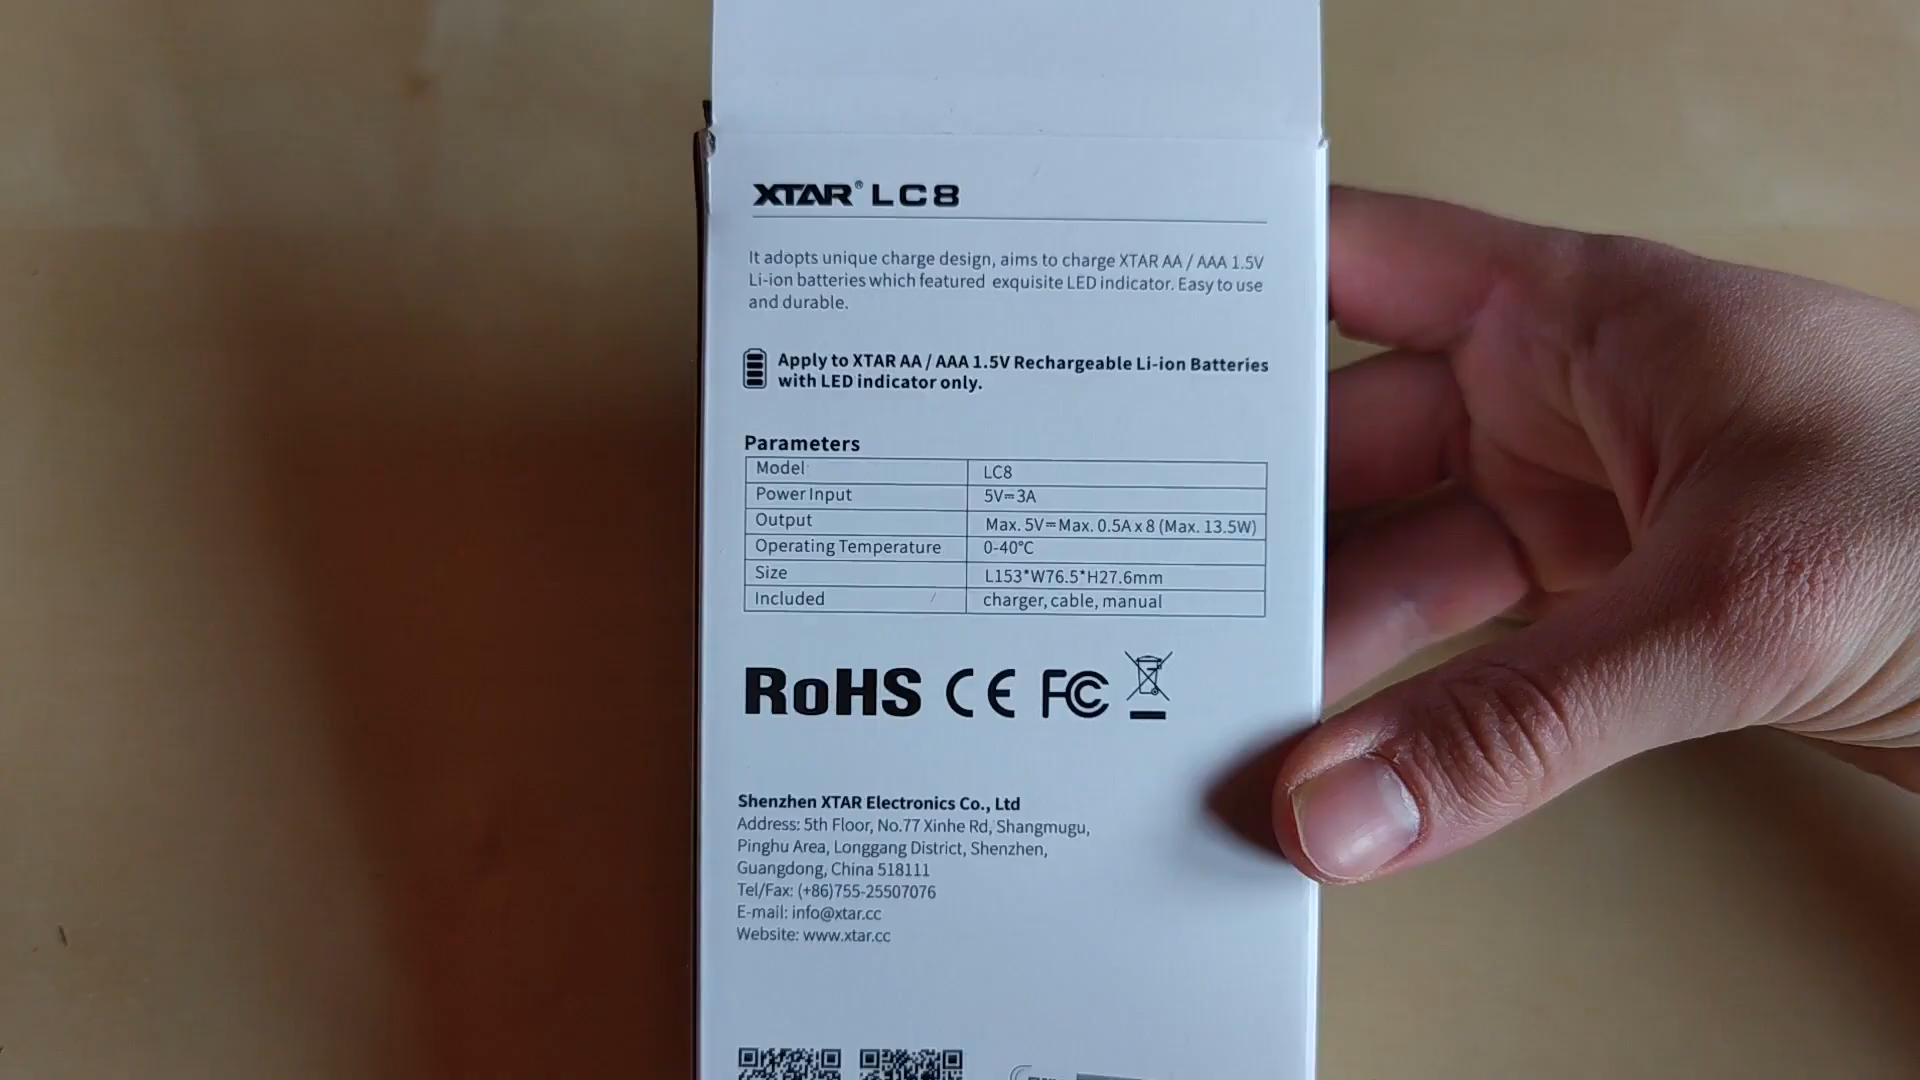 XTAR® LC8
It adopts unique charge design, aims to charge XTAR AA / AAA 1.5V
Li-ion batteries which featured exquisite LED indicator. Easy to use
and durable.
Apply to XTAR AA / AAA 1.5V Rechargeable Li-ion Batteries
with LED indicator only.
Parameters
Model LC8
Power Input 5V⎓3A
Output Max. 5V⎓Max. 0.5A x 8 (Max. 13.5W)
Operating Temperature 0-40°C
Size L153*W76.5*H27.6mm
Included charger, cable, manual
RoHS CE FC
Shenzhen XTAR Electronics Co., Ltd
Address: 5th Floor, No.77 Xinhe Rd, Shangmugu,
Pinghu Area, Longgang District, Shenzhen,
Guangdong, China 518111
Tel/Fax: (+86)755-25507076
E-mail: info@xtar.cc
Website: www.xtar.cc